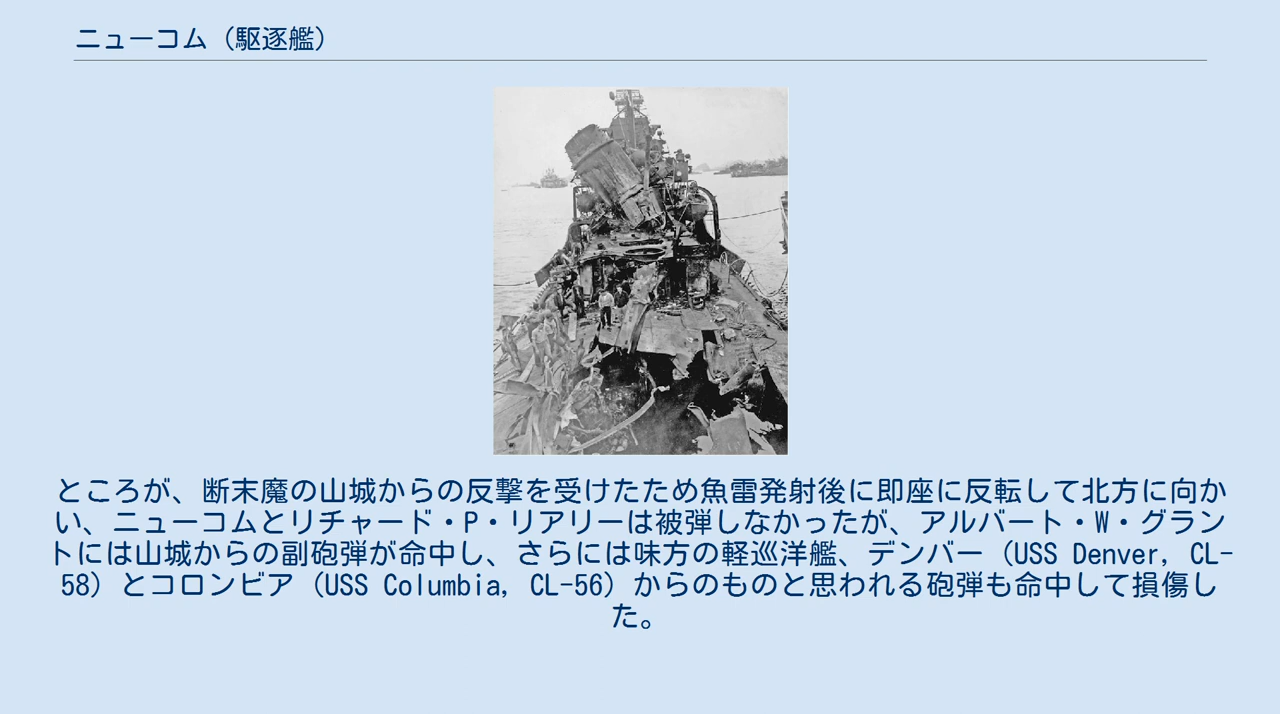 ニューコム（駆逐艦）
ところが、断末魔の山城からの反撃を受けたため魚雷発射後に即座に反転して北方に向か
い、ニューコムとリチャード・P・リアリーは被弾しなかったが、アルバート・W・グラン
トには山城からの副砲弾が命中し、さらには味方の軽巡洋艦、デンバー（USS Denver, CL-
58）とコロンビア（USS Columbia, CL-56）からのものと思われる砲弾も命中して損傷し
た。